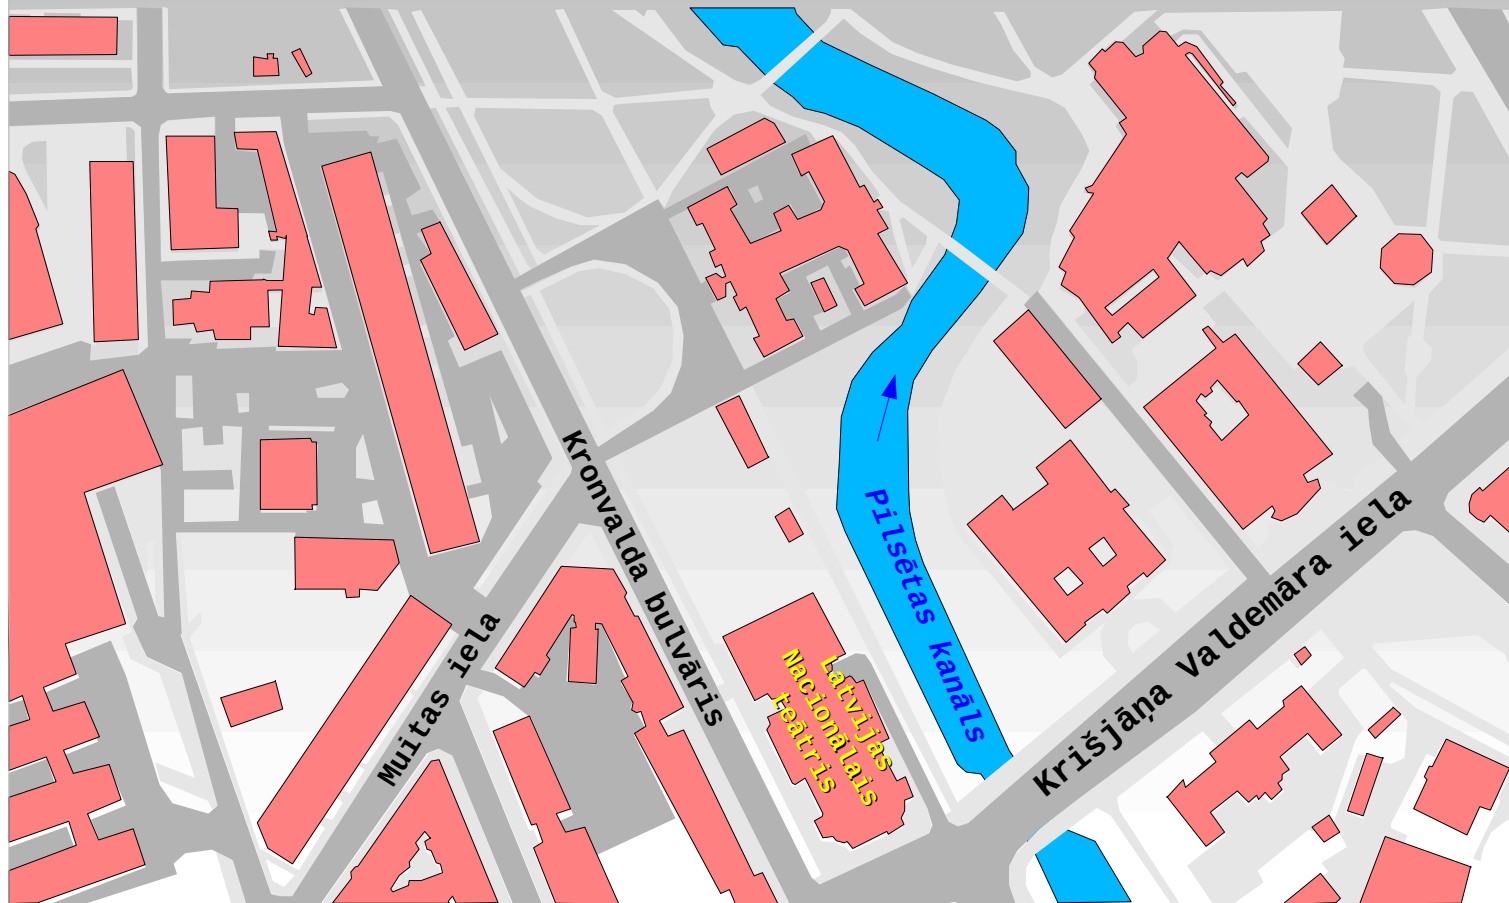 Kronvalda bulvāris
Pilsētas kanāls
Krišjāņa Valdemāra iela
Muitas iela
Latvijas
Nacionālais
teātris